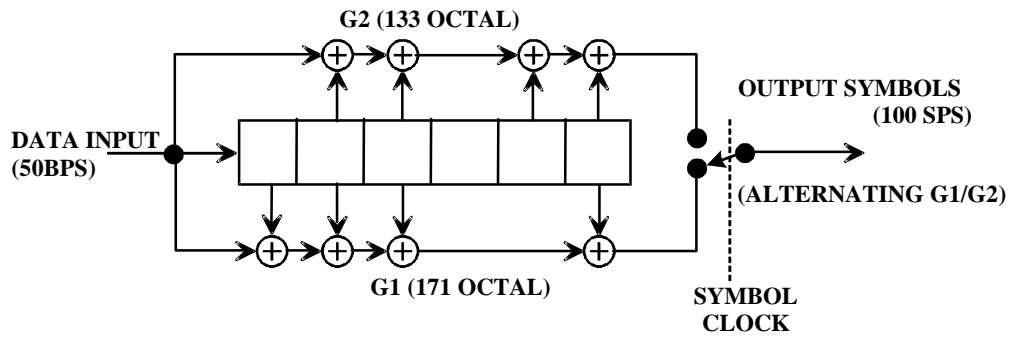 G2 (133 OCTAL)
DATA INPUT
(50BPS)
OUTPUT SYMBOLS
(100 SPS)
(ALTERNATING G1/G2)
G1 (171 OCTAL)
SYMBOL
CLOCK